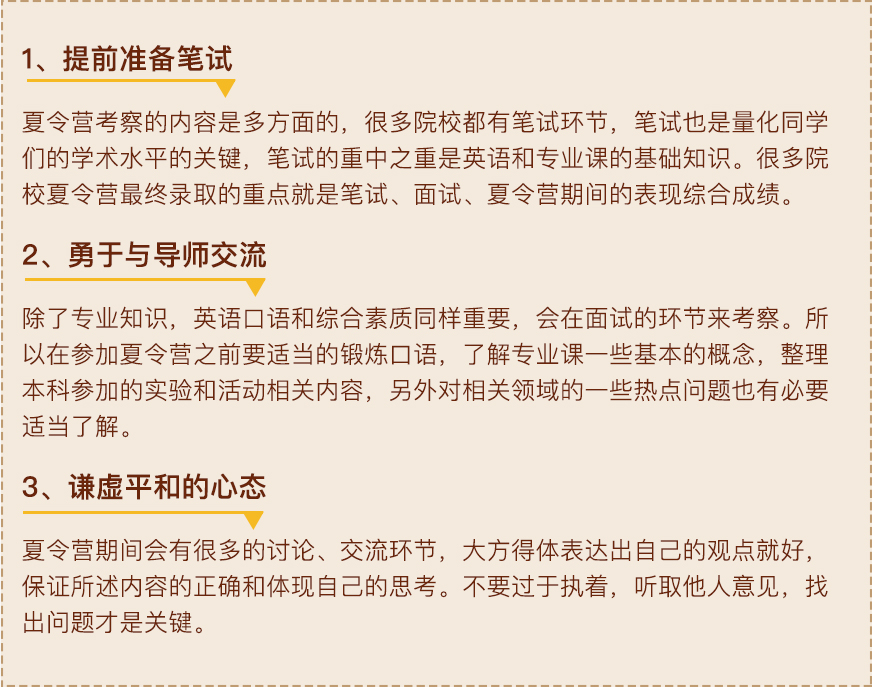 1、提前准备笔试
夏令营考察的内容是多方面的，很多院校都有笔试环节，笔试也是量化同学
们的学术水平的关键，笔试的重中之重是英语和专业课的基础知识。很多院
校夏令营最终录取的重点就是笔试、面试、夏令营期间的表现综合成绩。
2、勇于与导师交流
除了专业知识，英语口语和综合素质同样重要，会在面试的环节来考察。所
以在参加夏令营之前要适当的锻炼口语，了解专业课一些基本的概念，整理
本科参加的实验和活动相关内容，另外对相关领域的一些热点问题也有必要
适当了解。
3、谦虚平和的心态
夏令营期间会有很多的讨论、交流环节，大方得体表达出自己的观点就好，
保证所述内容的正确和体现自己的思考。不要过于执着，听取他人意见，找
出问题才是关键。